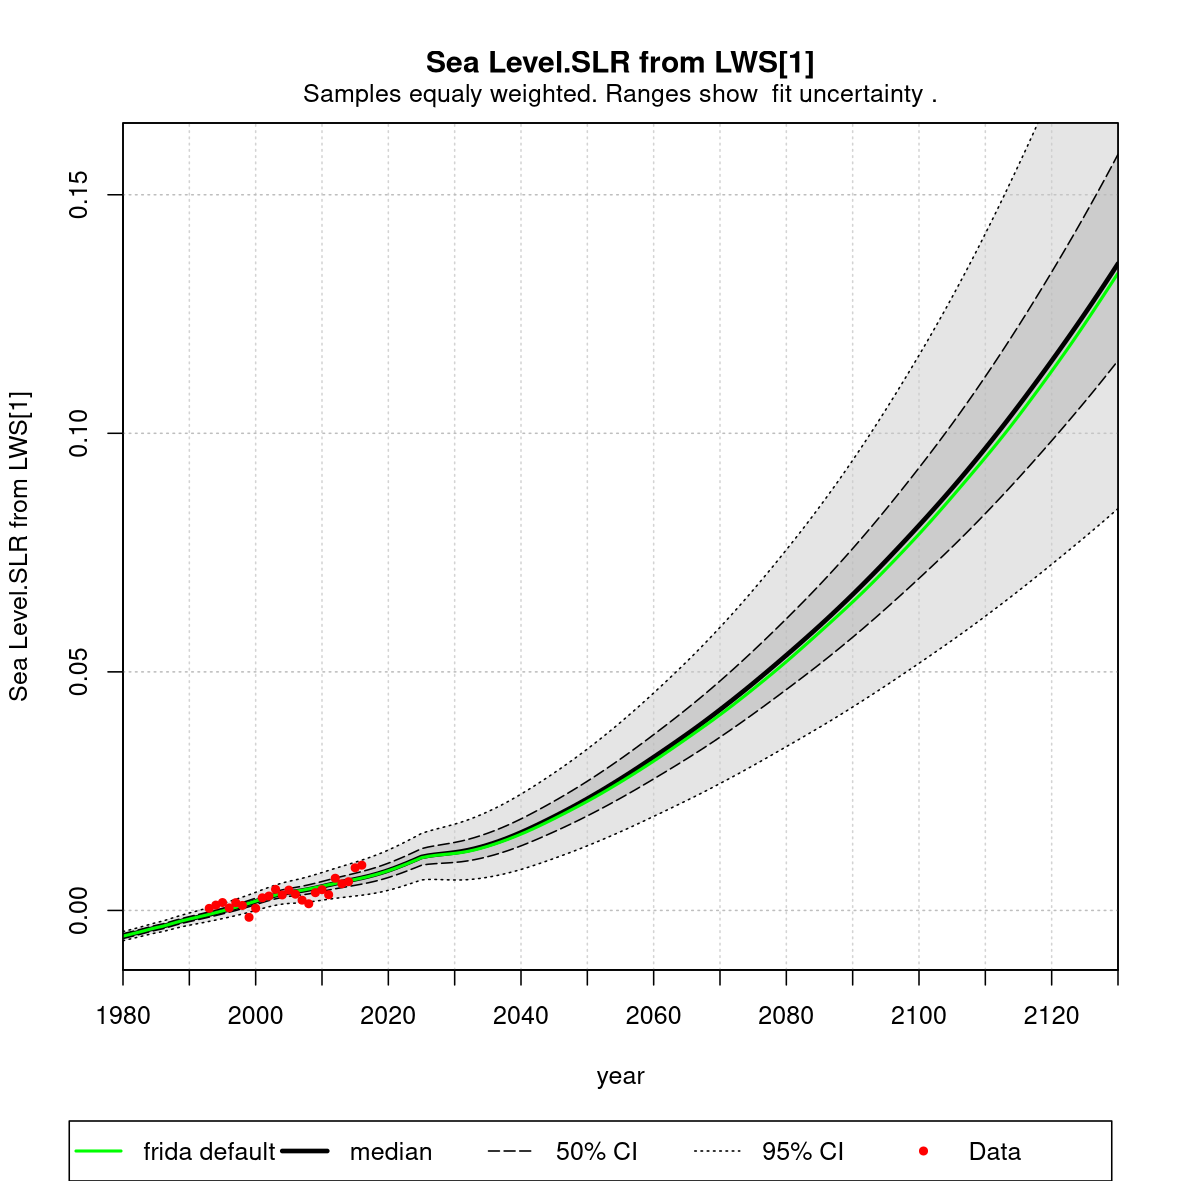 Sea Level.SLR from LWS[1]
Samples equaly weighted. Ranges show  fit uncertainty .
Sea Level.SLR from LWS[1]
0.15
0.10
0.05
0.00
1980 2000 2020 2040 2060 2080 2100 2120
year
frida default median 50% CI 95% CI Data